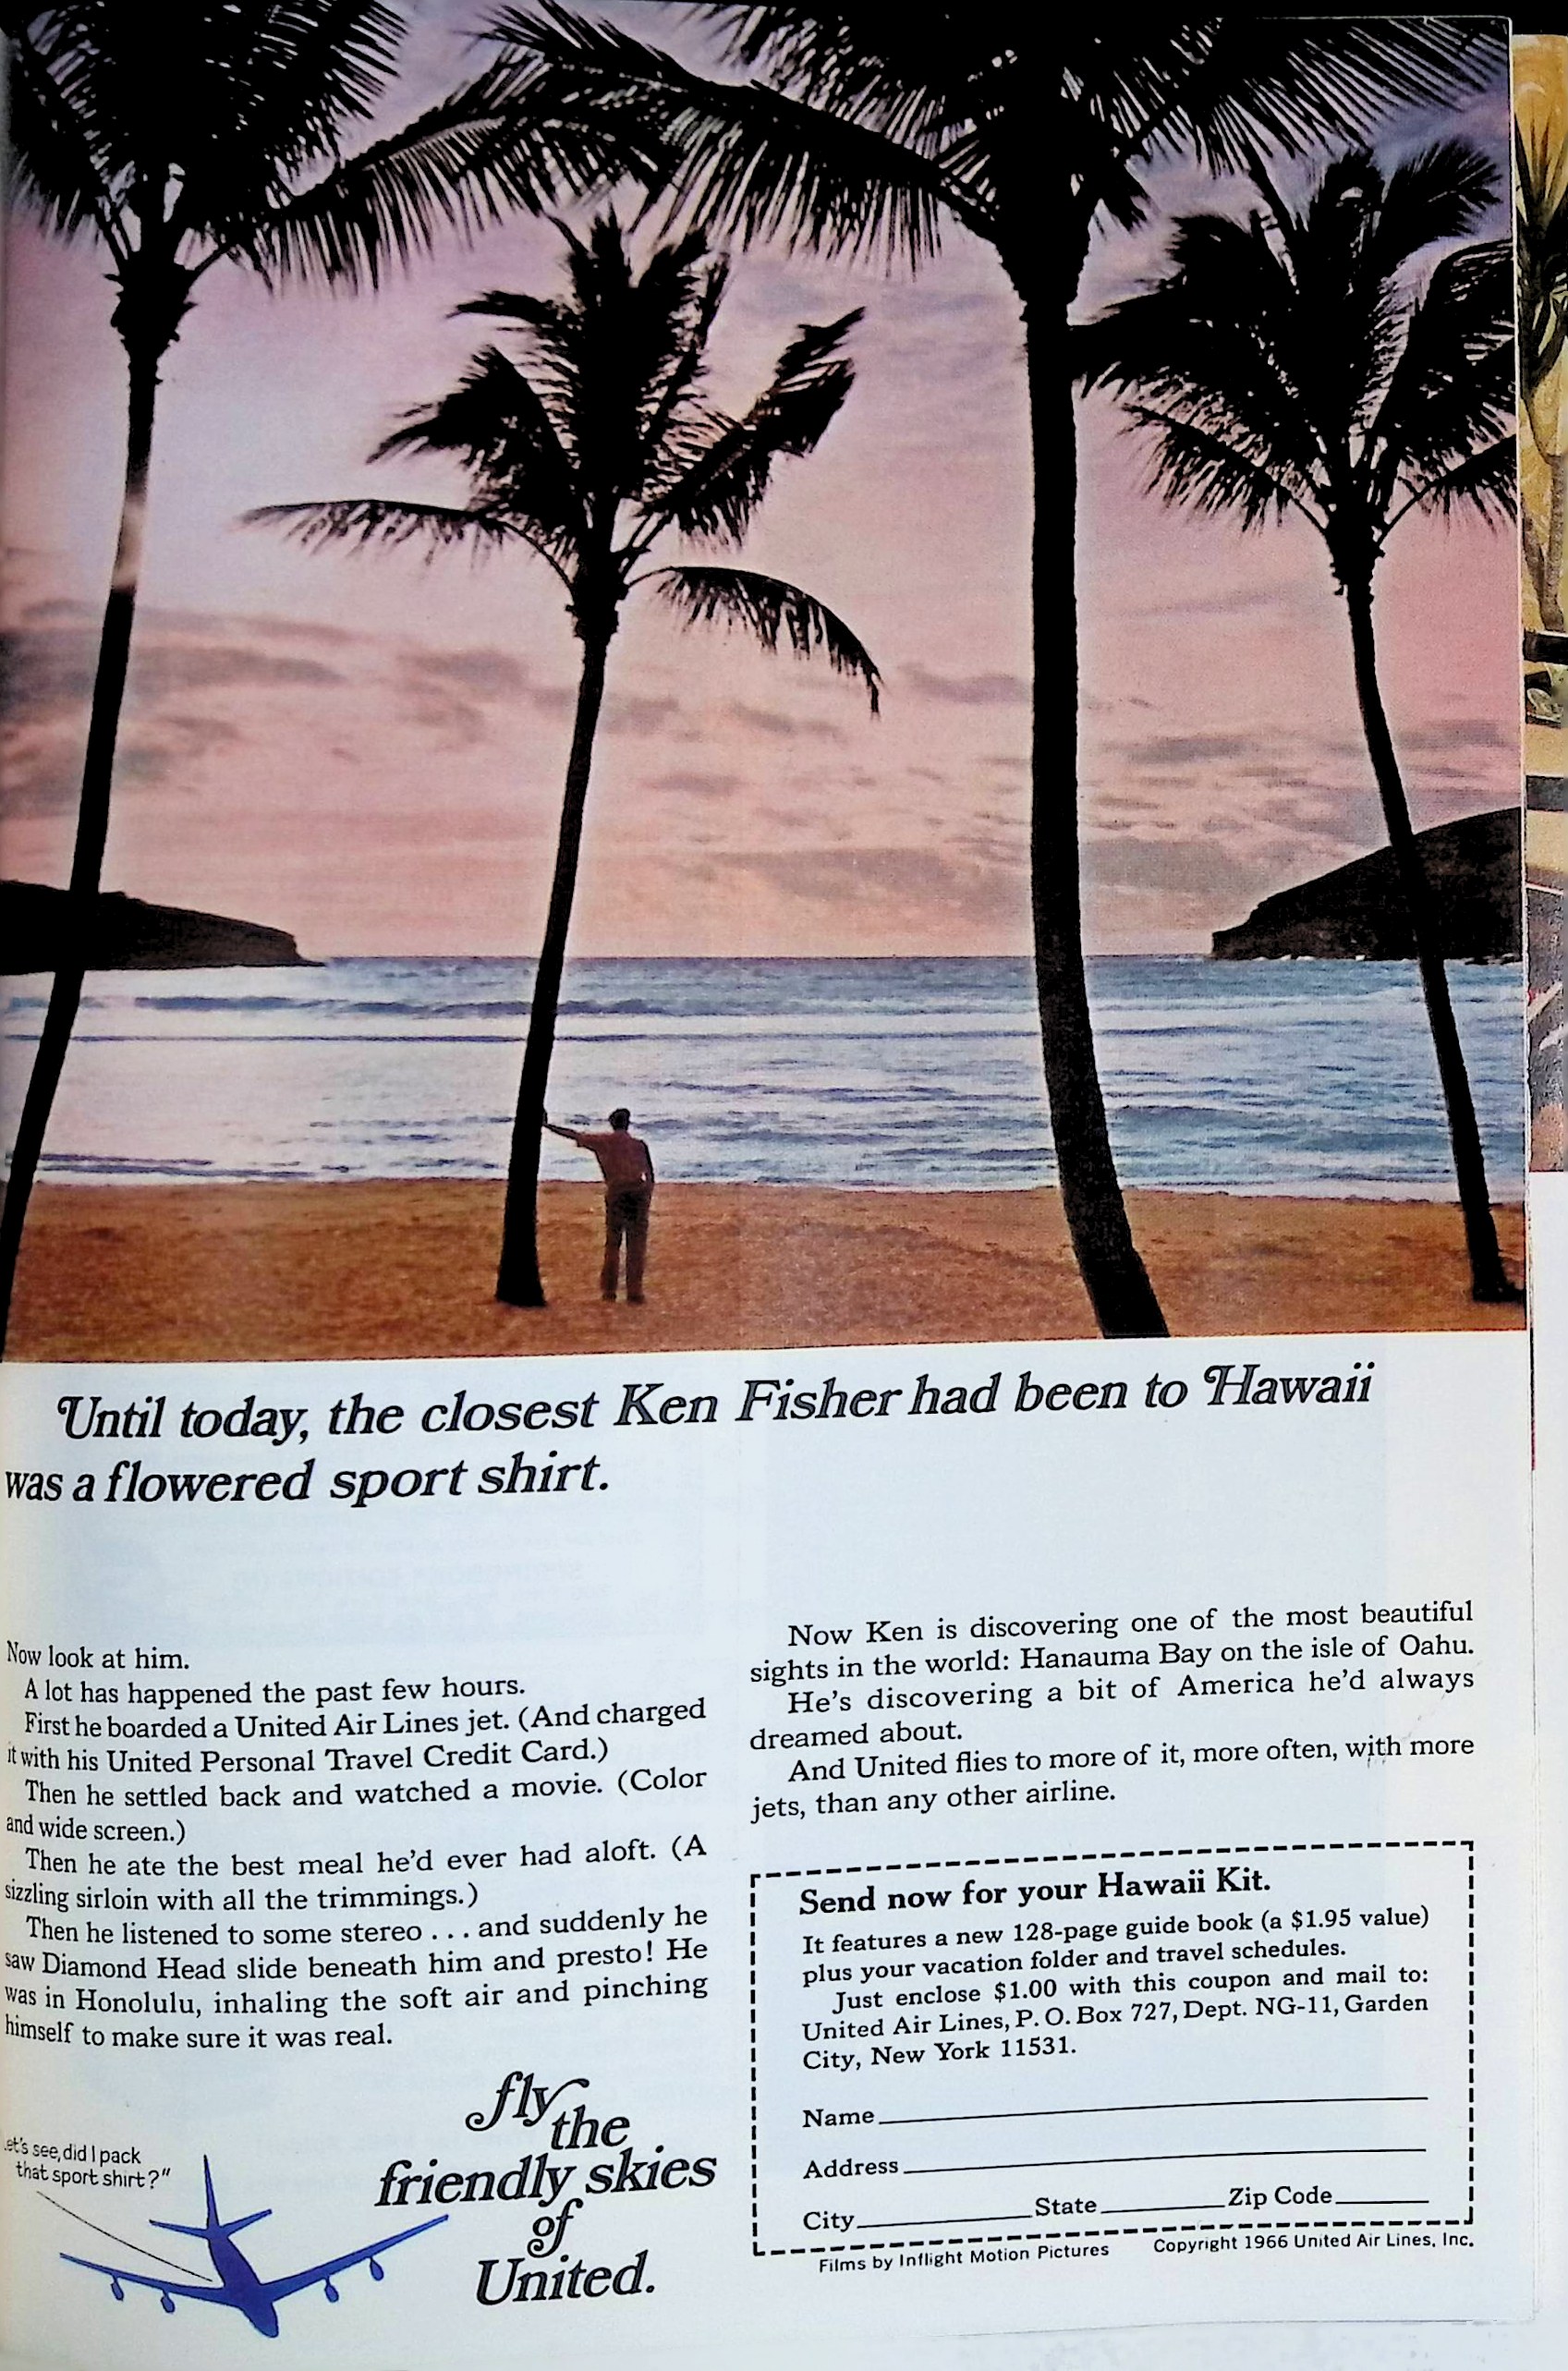 Until today, the closest Ken Fisher had been to Hawaii
was a flowered sport shirt.
Now look at him.
A lot has happened the past few hours.
First he boarded a United Air Lines jet. (And charged
it with his United Personal Travel Credit Card.)
Then he settled back and watched a movie. (Color
and wide screen.)
Then he ate the best meal he'd ever had aloft. (A
sizzling sirloin with all the trimmings.)
Then he listened to some stereo . . . and suddenly he
saw Diamond Head slide beneath him and presto! He
was in Honolulu, inhaling the soft air and pinching
himself to make sure it was real.
Now Ken is discovering one of the most beautiful
sights in the world: Hanauma Bay on the isle of Oahu.
He's discovering a bit of America he'd always
dreamed about.
And United flies to more of it, more often, with more
jets, than any other airline.
Send now for your Hawaii Kit.
It features a new 128-page guide book (a $1.95 value)
plus your vacation folder and travel schedules.
Just enclose $1.00 with this coupon and mail to:
United Air Lines, P. O. Box 727, Dept. NG-11, Garden
City, New York 11531.
Name
Address
City State Zip Code
Films by Inflight Motion Pictures Copyright 1966 United Air Lines, Inc.
et's see, did I pack
that sport shirt?"
fly
the
friendly skies
of
United.